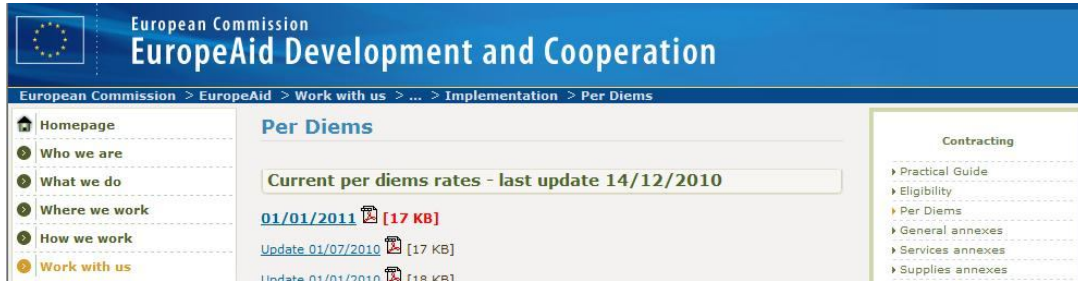 European Commission
EuropeAid Development and Cooperation
European Commission > EuropeAid > Work with us > ... > Implementation > Per Diems
Homepage
Who we are
What we do
Where we work
How we work
Work with us
Per Diems
Current per diems rates - last update 14/12/2010
01/01/2011 [17 KB]
Update 01/07/2010 [17 KB]
Update 01/01/2010 [18 KB]
Contracting
Practical Guide
Eligibility
Per Diems
General annexes
Services annexes
Supplies annexes